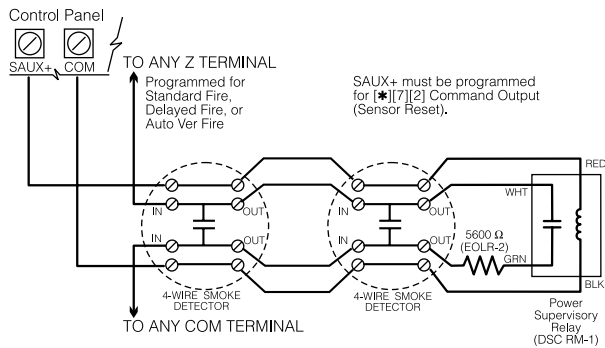 Control Panel
SAUX+ COM
TO ANY Z TERMINAL
Programmed for
Standard Fire,
Delayed Fire, or
Auto Ver Fire
SAUX+ must be programmed
for [✱][7][2] Command Output
(Sensor Reset).
RED
WHT
IN
OUT
IN
OUT
IN
OUT
IN
OUT
5600 Ω
(EOLR-2)
GRN
BLK
4-WIRE SMOKE
DETECTOR
4-WIRE SMOKE
DETECTOR
TO ANY COM TERMINAL
Power
Supervisory
Relay
(DSC RM-1)